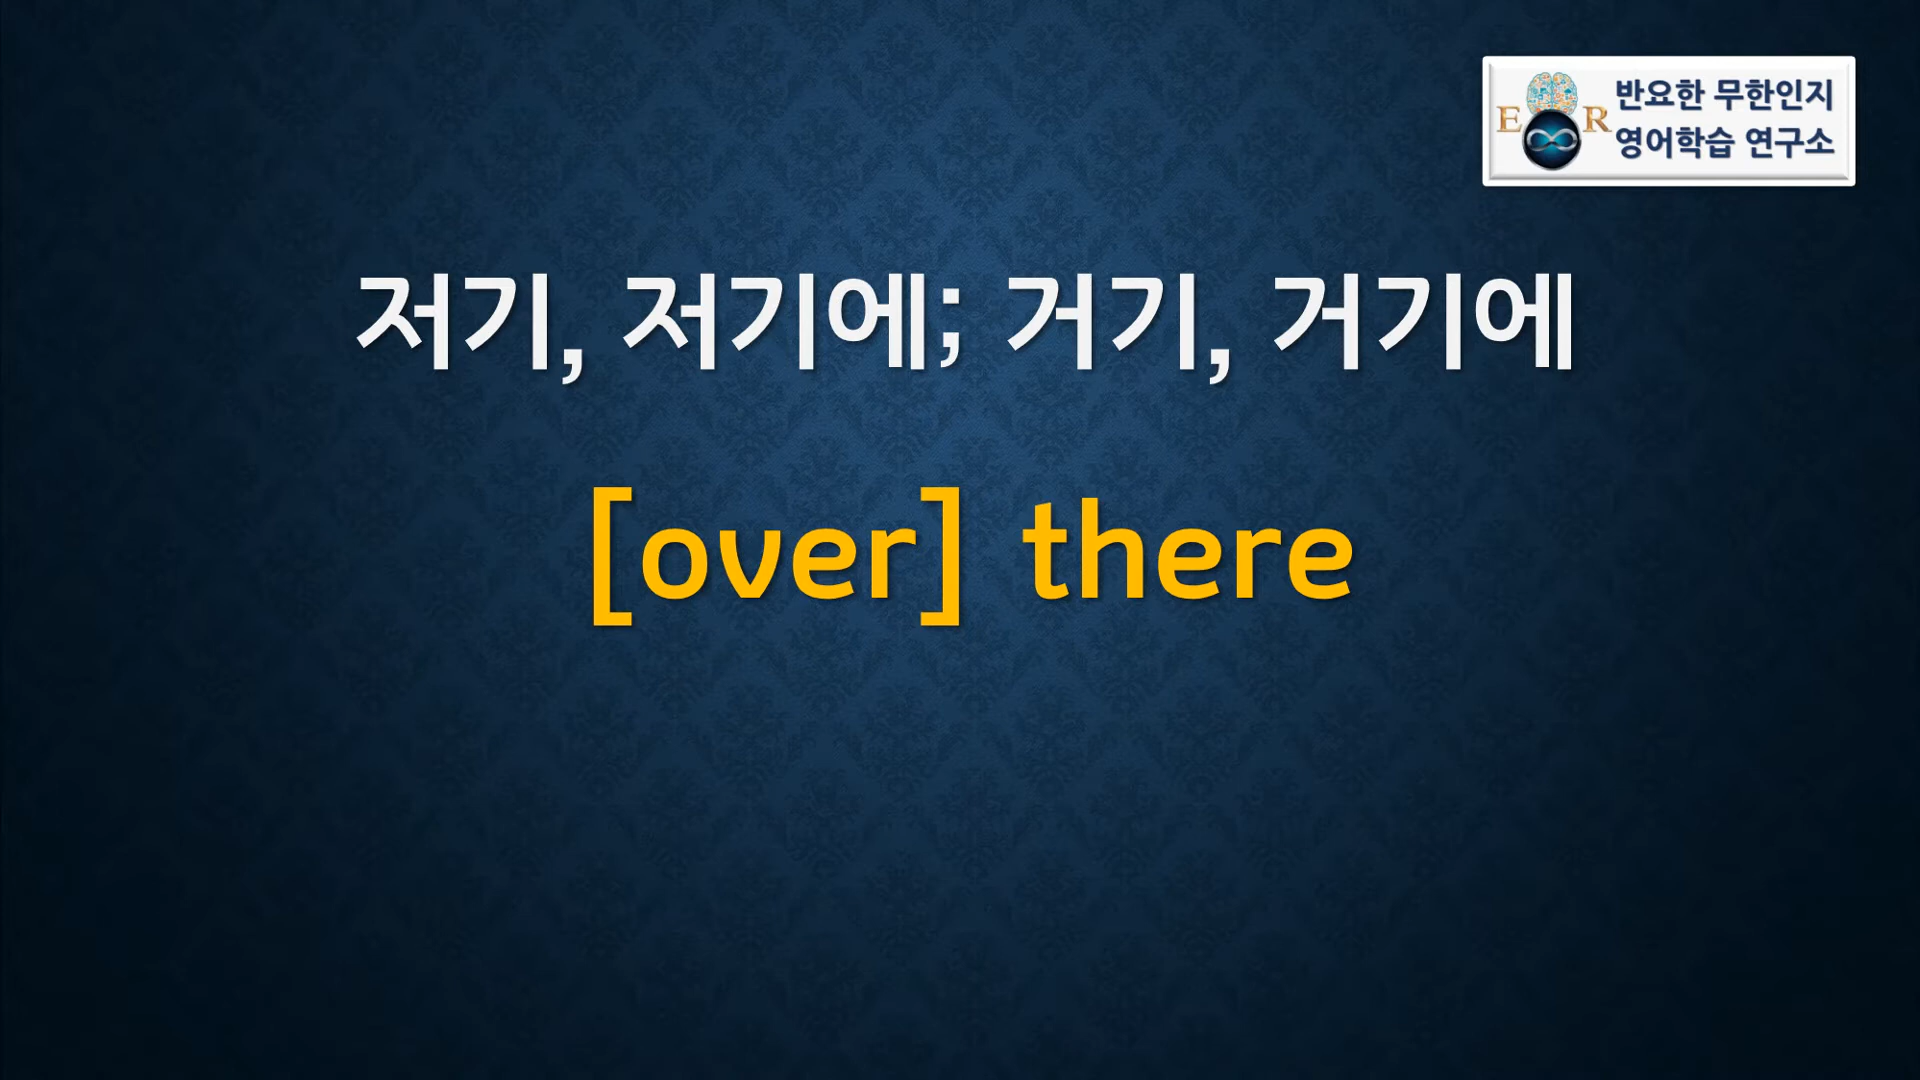 E R 반요한 무한인지
영어학습 연구소
저기, 저기에; 거기, 거기에
[over] there